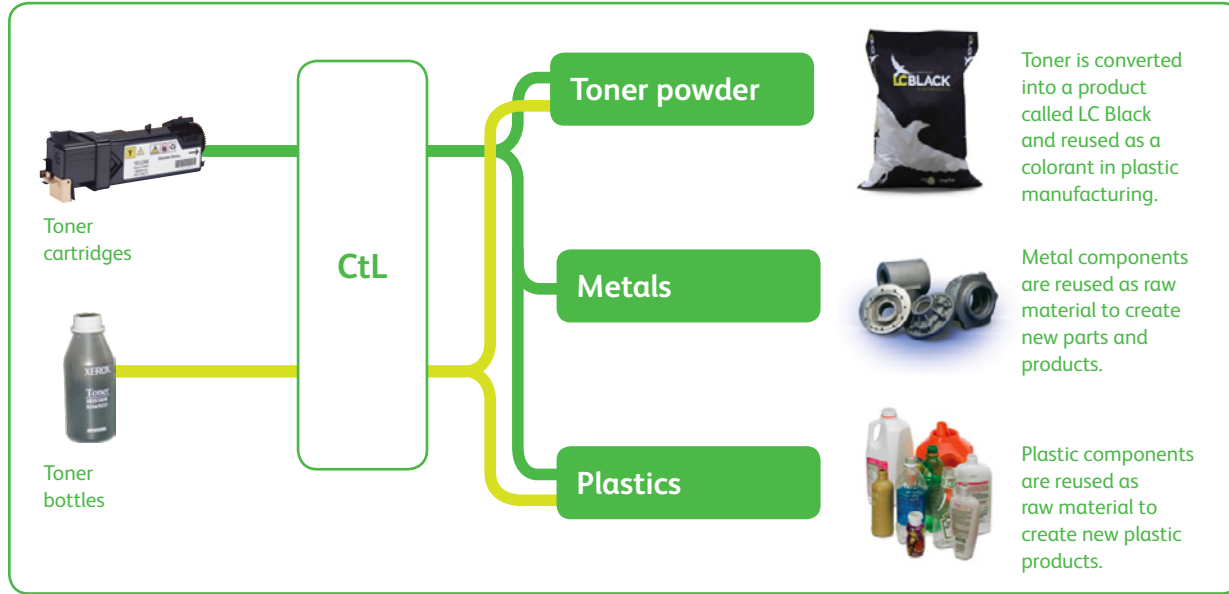 Toner
cartridges
Toner
bottles
XEROX
Toner
CtL
Toner powder
Metals
Plastics
LCBLACK
Toner is converted
into a product
called LC Black
and reused as a
colorant in plastic
manufacturing.
Metal components
are reused as raw
material to create
new parts and
products.
Plastic components
are reused as
raw material to
create new plastic
products.